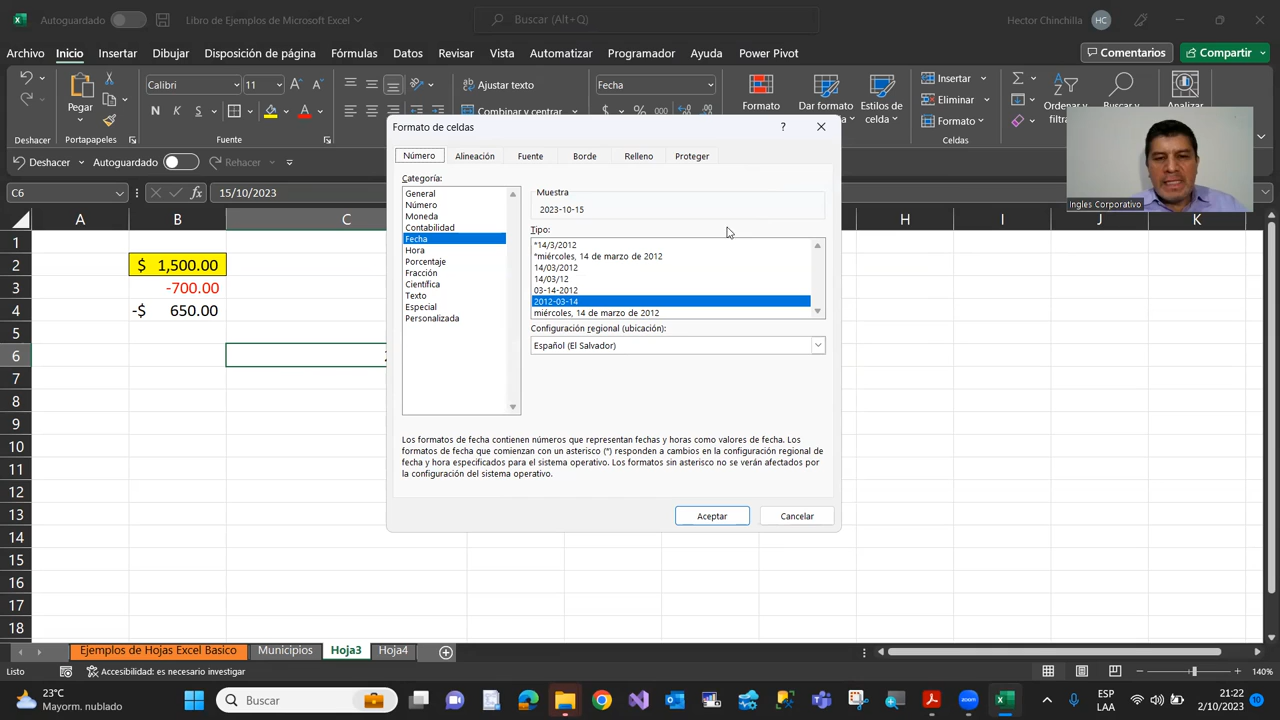 Autoguardado
Libro de Ejemplos de Microsoft Excel
Buscar (Alt+Q)
Hector Chinchilla
HC
Archivo Inicio Insertar Dibujar Disposición de página Fórmulas Datos Revisar Vista Automatizar Programador Ayuda Power Pivot
Comentarios
Compartir
Pegar
Deshacer
Portapapeles
Calibri 11
N K S
Fuente
Ajustar texto
Combinar y centrar
Fecha
$ % 000
Formato
Dar formato
Estilos de
celda
Insertar
Eliminar
Formato
Celdas
Ordenar y
Buscar y
Analizar
Deshacer Autoguardado Rehacer
C6
fx
15/10/2023
A B C H I J K
1
2 $ 1,500.00
3 -700.00
4 -$ 650.00
5
6
7
8
9
10
11
12
13
14
15
16
17
18
Formato de celdas
? 
Número Alineación Fuente Borde Relleno Proteger
Categoría:
General
Número
Moneda
Contabilidad
Fecha
Hora
Porcentaje
Fracción
Científica
Texto
Especial
Personalizada
Muestra
2023-10-15
Tipo:
*14/3/2012
*miércoles, 14 de marzo de 2012
14/03/2012
14/03/12
03-14-2012
2012-03-14
miércoles, 14 de marzo de 2012
Configuración regional (ubicación):
Español (El Salvador)
Los formatos de fecha contienen números que representan fechas y horas como valores de fecha. Los
formatos de fecha que comienzan con un asterisco (*) responden a cambios en la configuración regional de
fecha y hora especificados para el sistema operativo. Los formatos sin asterisco no se verán afectados por
la configuración del sistema operativo.
Aceptar Cancelar
Ingles Corporativo
Ejemplos de Hojas Excel Basico Municipios Hoja3 Hoja4
Listo
Accesibilidad: es necesario investigar
140%
23°C
Mayorm. nublado
Buscar
ESP
LAA
21:22
2/10/2023
10